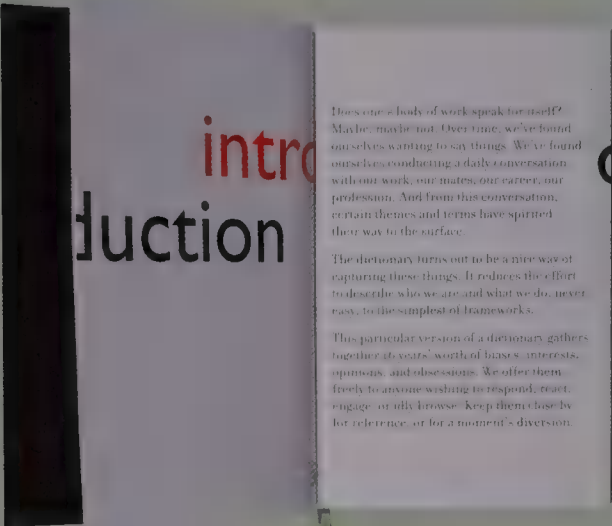 intro
duction
Does one's body of work speak for itself?
Maybe, maybe not. Over time, we've found
ourselves wanting to say things. We've found
ourselves conducting a daily conversation
with our work, our mates, our career, our
profession. And from this conversation,
certain themes and terms have spirited
their way to the surface.
The dictionary turns out to be a nice way of
capturing these things. It reduces the effort
to describe who we are and what we do, never
easy, to the simplest of frameworks.
This particular version of a dictionary gathers
together 16 years' worth of biases, interests,
opinions, and obsessions. We offer them
freely to anyone wishing to respond, react,
engage or idly browse. Keep them close by
for reference, or for a moment's diversion.